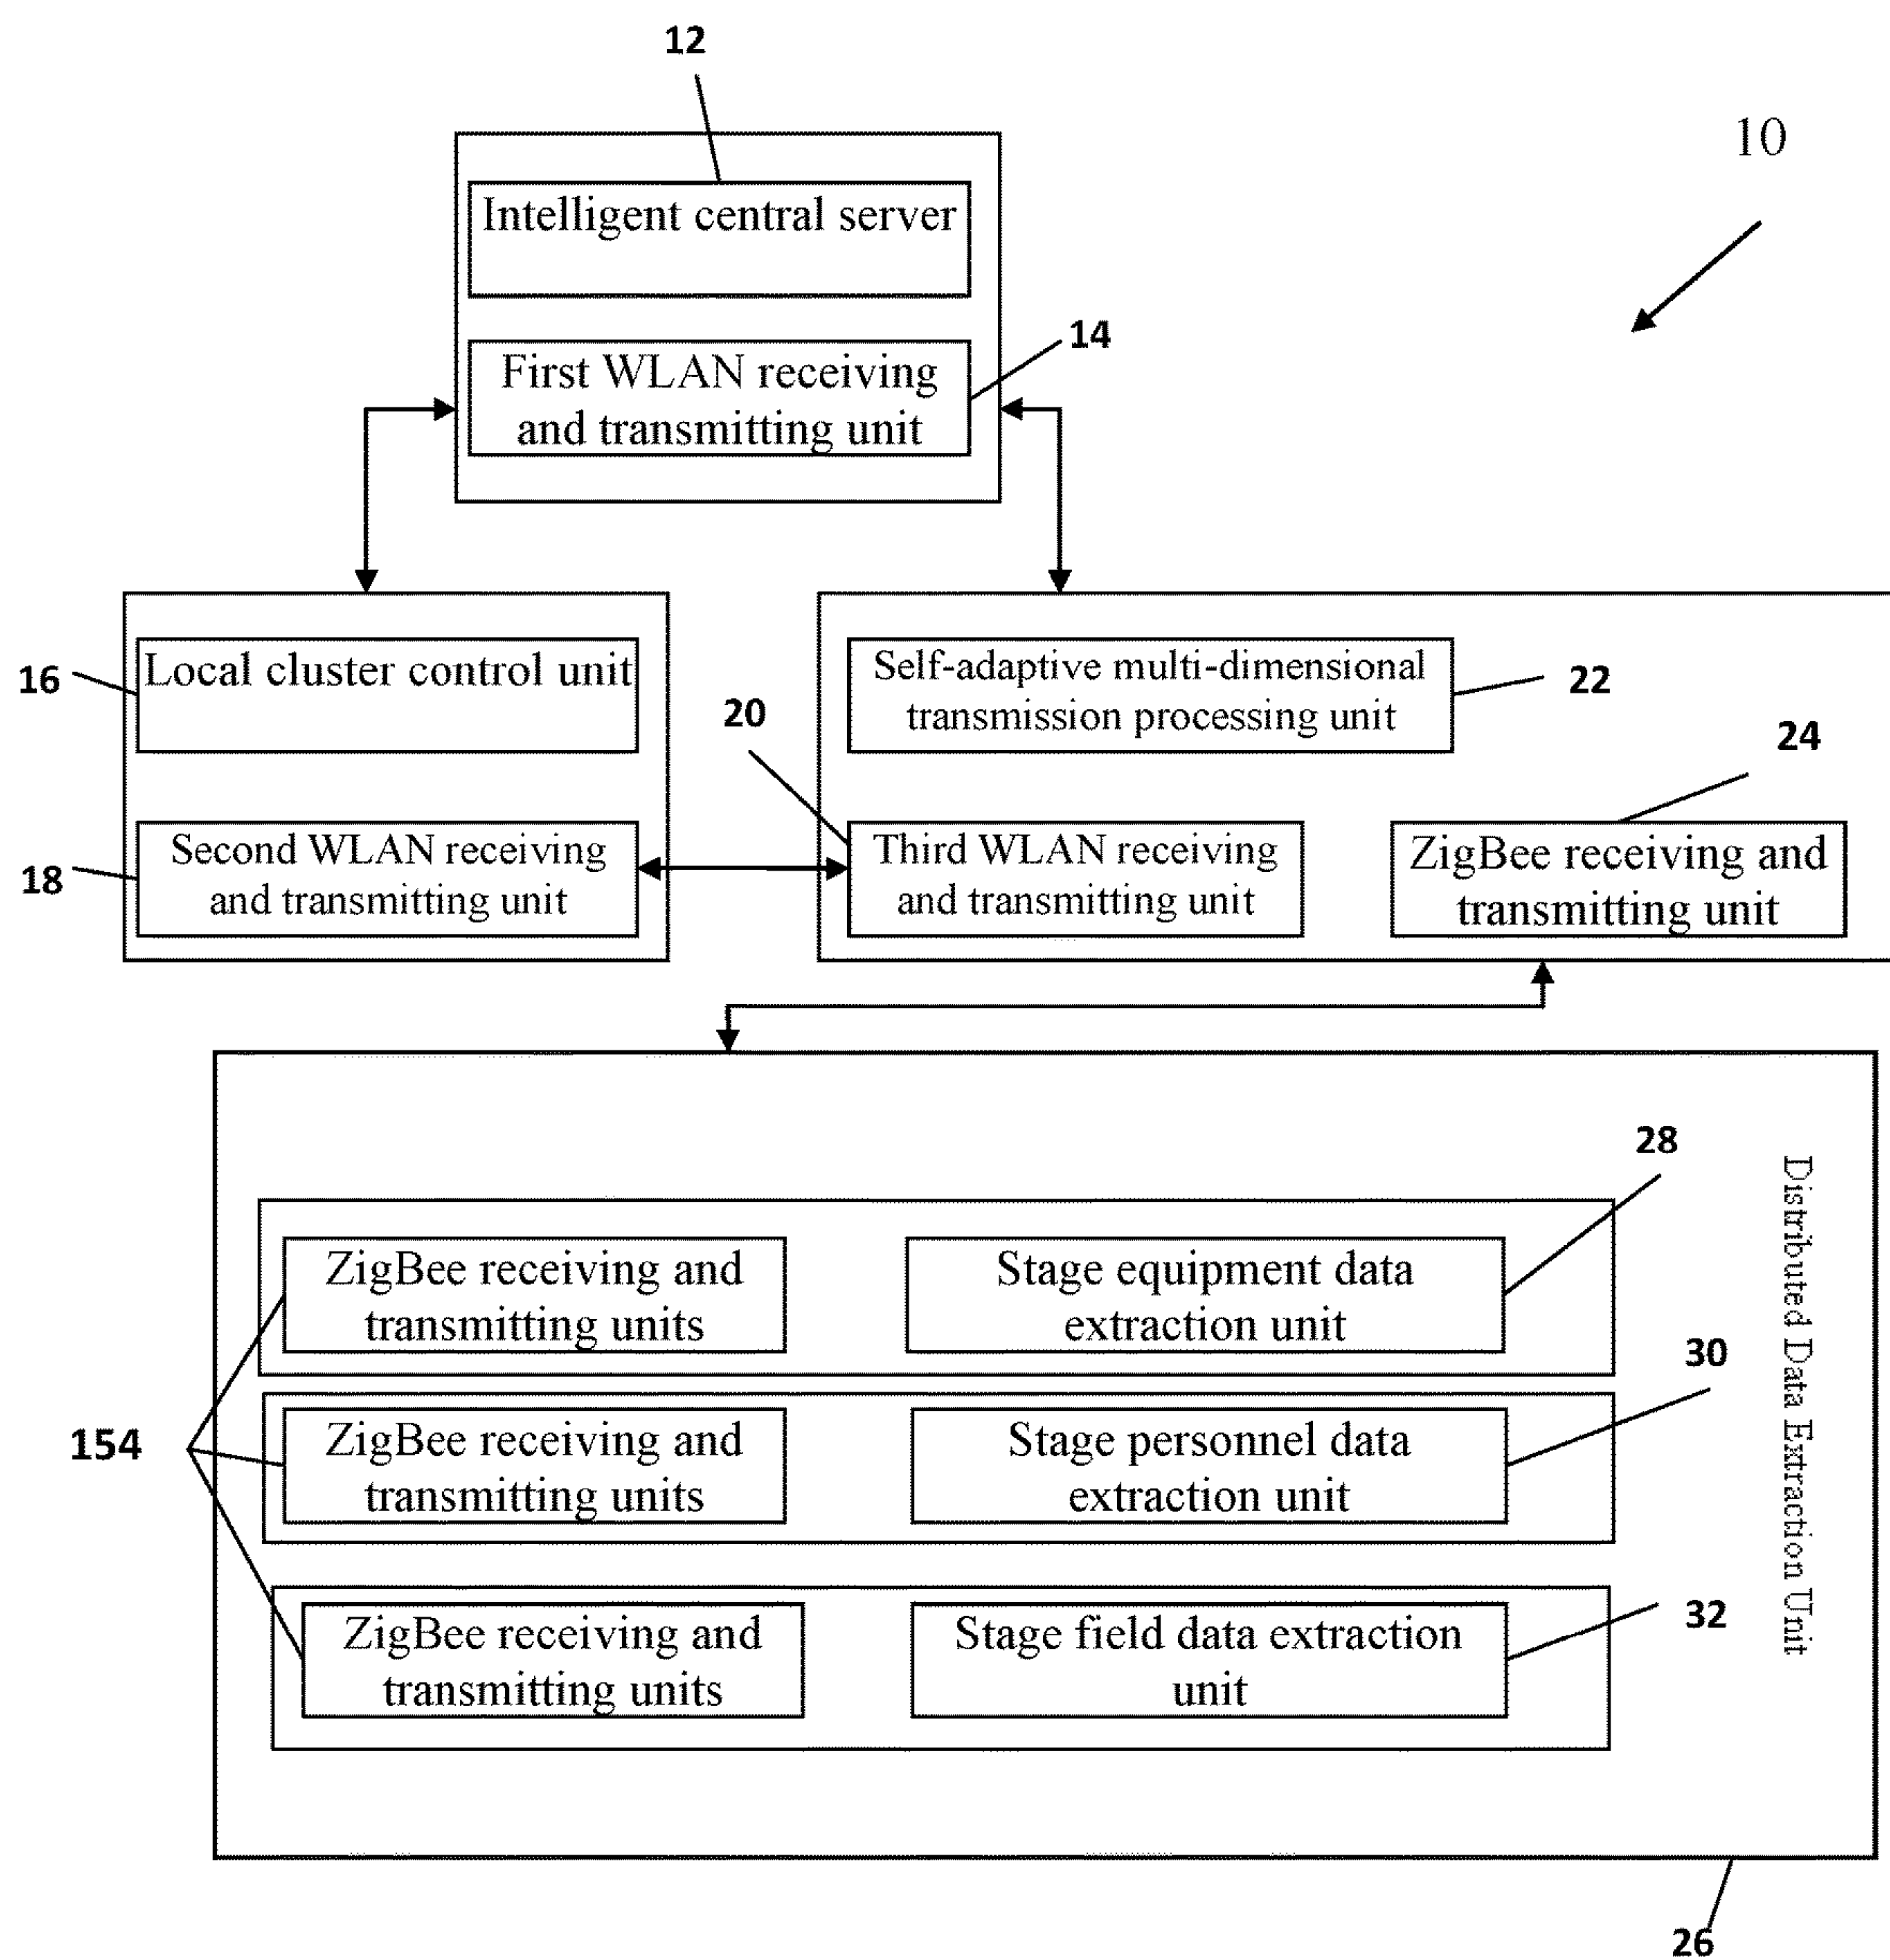 12
10
Intelligent central server
14
First WLAN receiving
and transmitting unit
16
Local cluster control unit
20
Self-adaptive multi-dimensional
transmission processing unit
22
24
18
Second WLAN receiving
and transmitting unit
Third WLAN receiving
and transmitting unit
ZigBee receiving and
transmitting unit
28
ZigBee receiving and
transmitting units
Stage equipment data
extraction unit
30
154
ZigBee receiving and
transmitting units
Stage personnel data
extraction unit
32
ZigBee receiving and
transmitting units
Stage field data extraction
unit
Distributed Data Extraction Unit
26